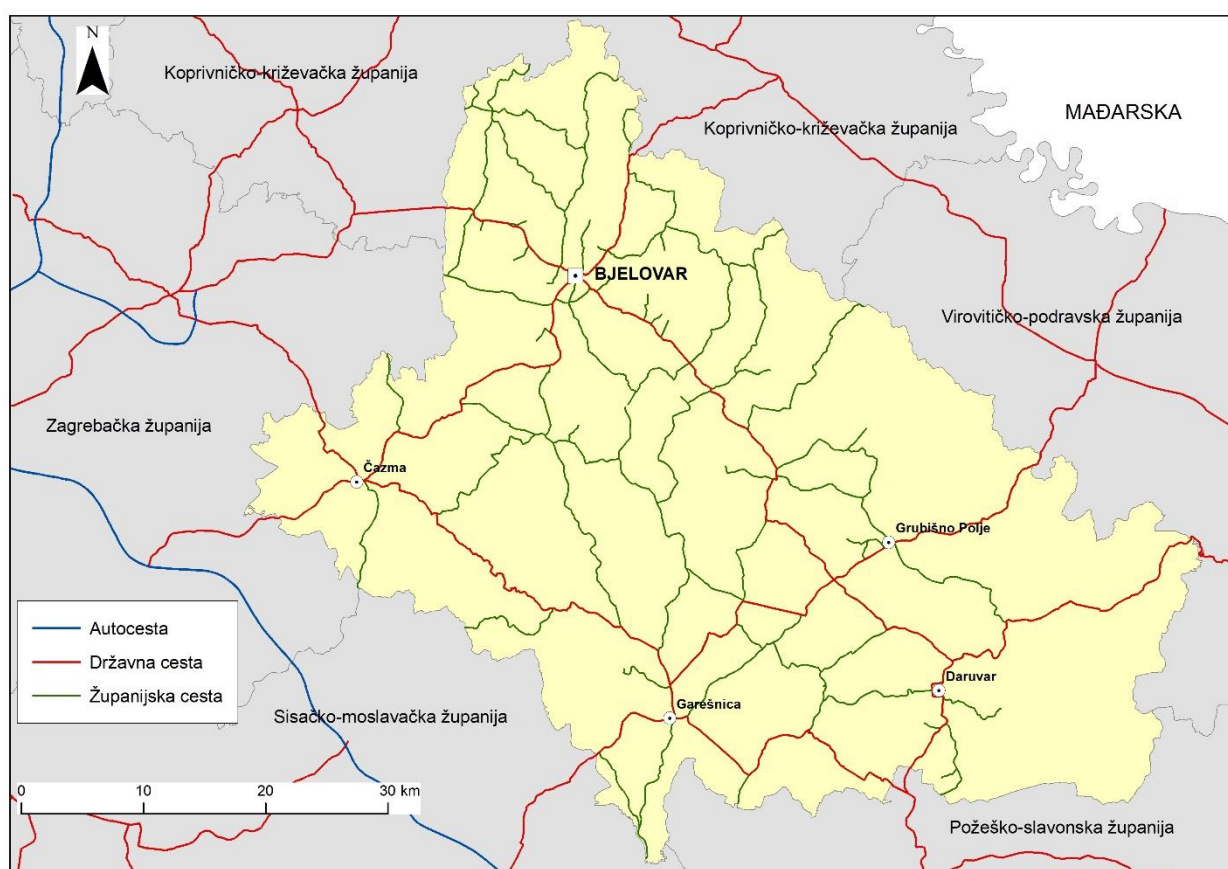 N
Koprivničko-križevačka županija
Koprivničko-križevačka županija
MAĐARSKA
BJELOVAR
Virovitičko-podravska županija
Zagrebačka županija
Čazma
Grubišno Polje
Autocesta
Državna cesta
Županijska cesta
Daruvar
Garešnica
Sisačko-moslavačka županija
0 10 20 30 km
Požeško-slavonska županija